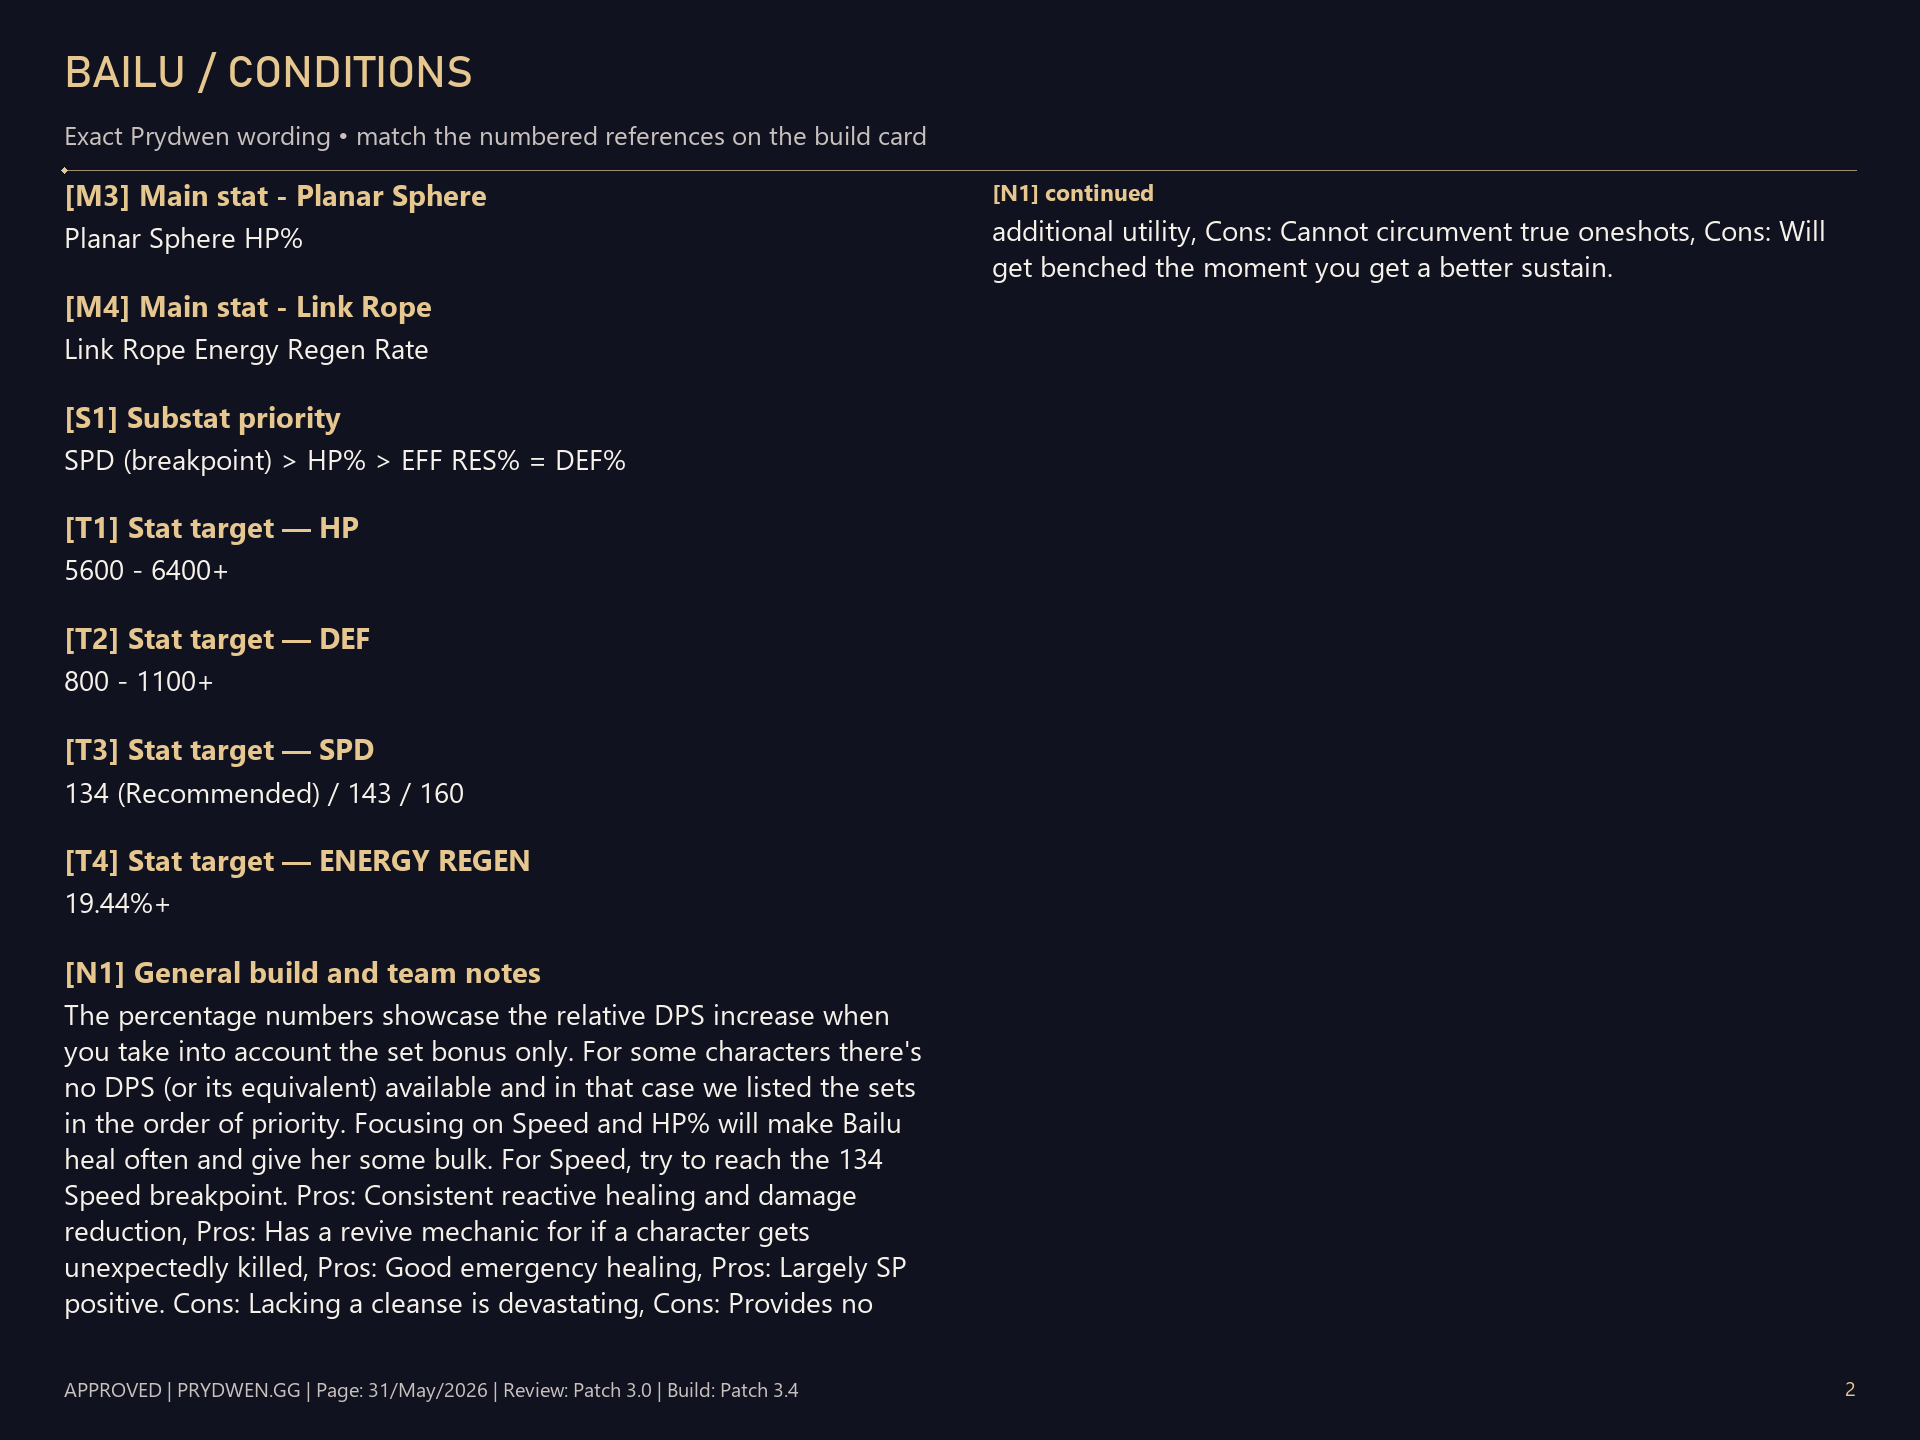 BAILU / CONDITIONS
Exact Prydwen wording • match the numbered references on the build card
[M3] Main stat - Planar Sphere
Planar Sphere HP%
[M4] Main stat - Link Rope
Link Rope Energy Regen Rate
[S1] Substat priority
SPD (breakpoint) > HP% > EFF RES% = DEF%
[T1] Stat target — HP
5600 - 6400+
[T2] Stat target — DEF
800 - 1100+
[T3] Stat target — SPD
134 (Recommended) / 143 / 160
[T4] Stat target — ENERGY REGEN
19.44%+
[N1] General build and team notes
The percentage numbers showcase the relative DPS increase when
you take into account the set bonus only. For some characters there's
no DPS (or its equivalent) available and in that case we listed the sets
in the order of priority. Focusing on Speed and HP% will make Bailu
heal often and give her some bulk. For Speed, try to reach the 134
Speed breakpoint. Pros: Consistent reactive healing and damage
reduction, Pros: Has a revive mechanic for if a character gets
unexpectedly killed, Pros: Good emergency healing, Pros: Largely SP
positive. Cons: Lacking a cleanse is devastating, Cons: Provides no
[N1] continued
additional utility, Cons: Cannot circumvent true oneshots, Cons: Will
get benched the moment you get a better sustain.
APPROVED | PRYDWEN.GG | Page: 31/May/2026 | Review: Patch 3.0 | Build: Patch 3.4
2